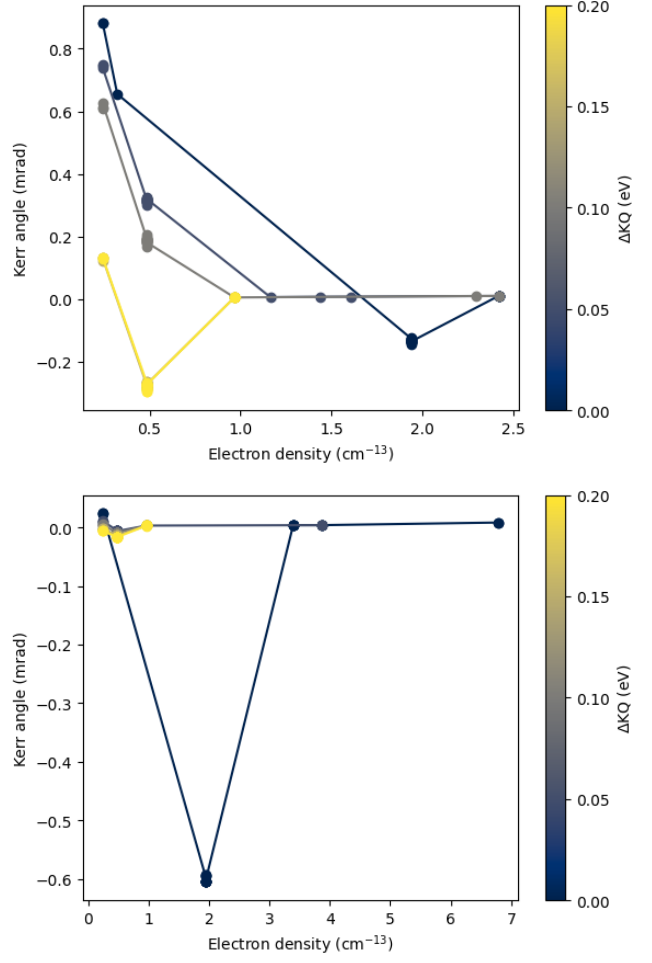 0.8
0.6
0.4
0.2
0.0
−0.2
Kerr angle (mrad)
0.5 1.0 1.5 2.0 2.5
Electron density (cm⁻¹³)
0.20
0.15
0.10
0.05
0.00
ΔKQ (eV)
0.0
−0.1
−0.2
−0.3
−0.4
−0.5
−0.6
Kerr angle (mrad)
0 1 2 3 4 5 6 7
Electron density (cm⁻¹³)
0.20
0.15
0.10
0.05
0.00
ΔKQ (eV)